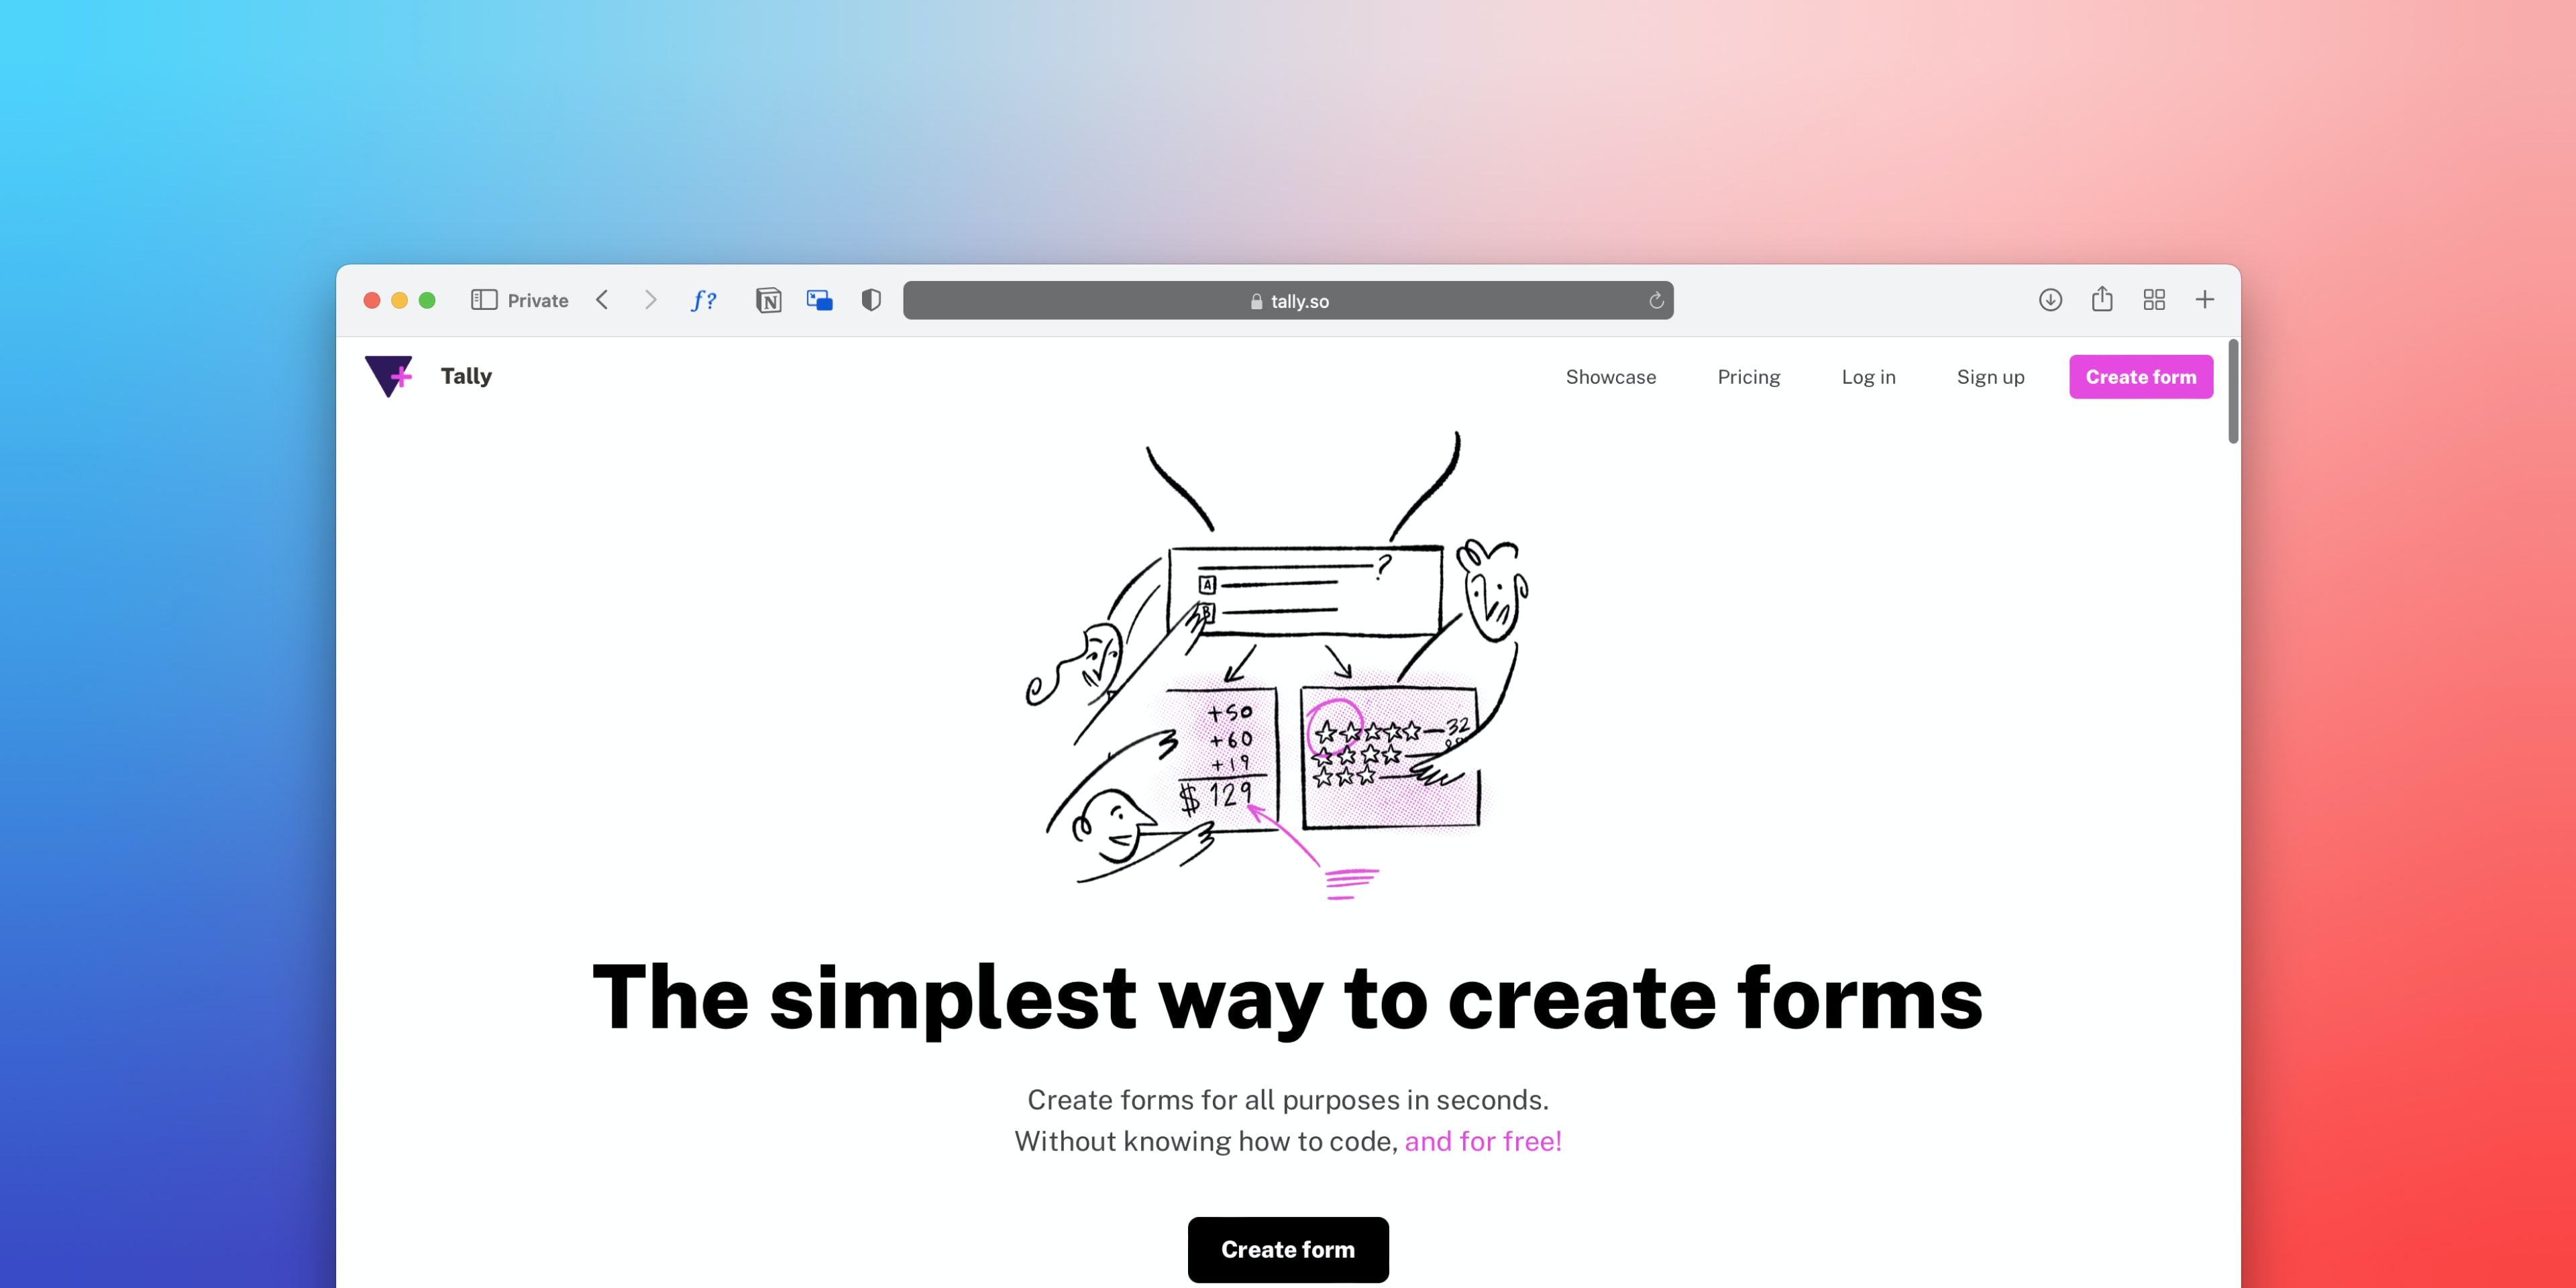 Private
f?
N
tally.so
Tally
Showcase
Pricing
Log in
Sign up
Create form
?
A
B
+50
+60
+19
$ 129
32
The simplest way to create forms
Create forms for all purposes in seconds.
Without knowing how to code, and for free!
Create form